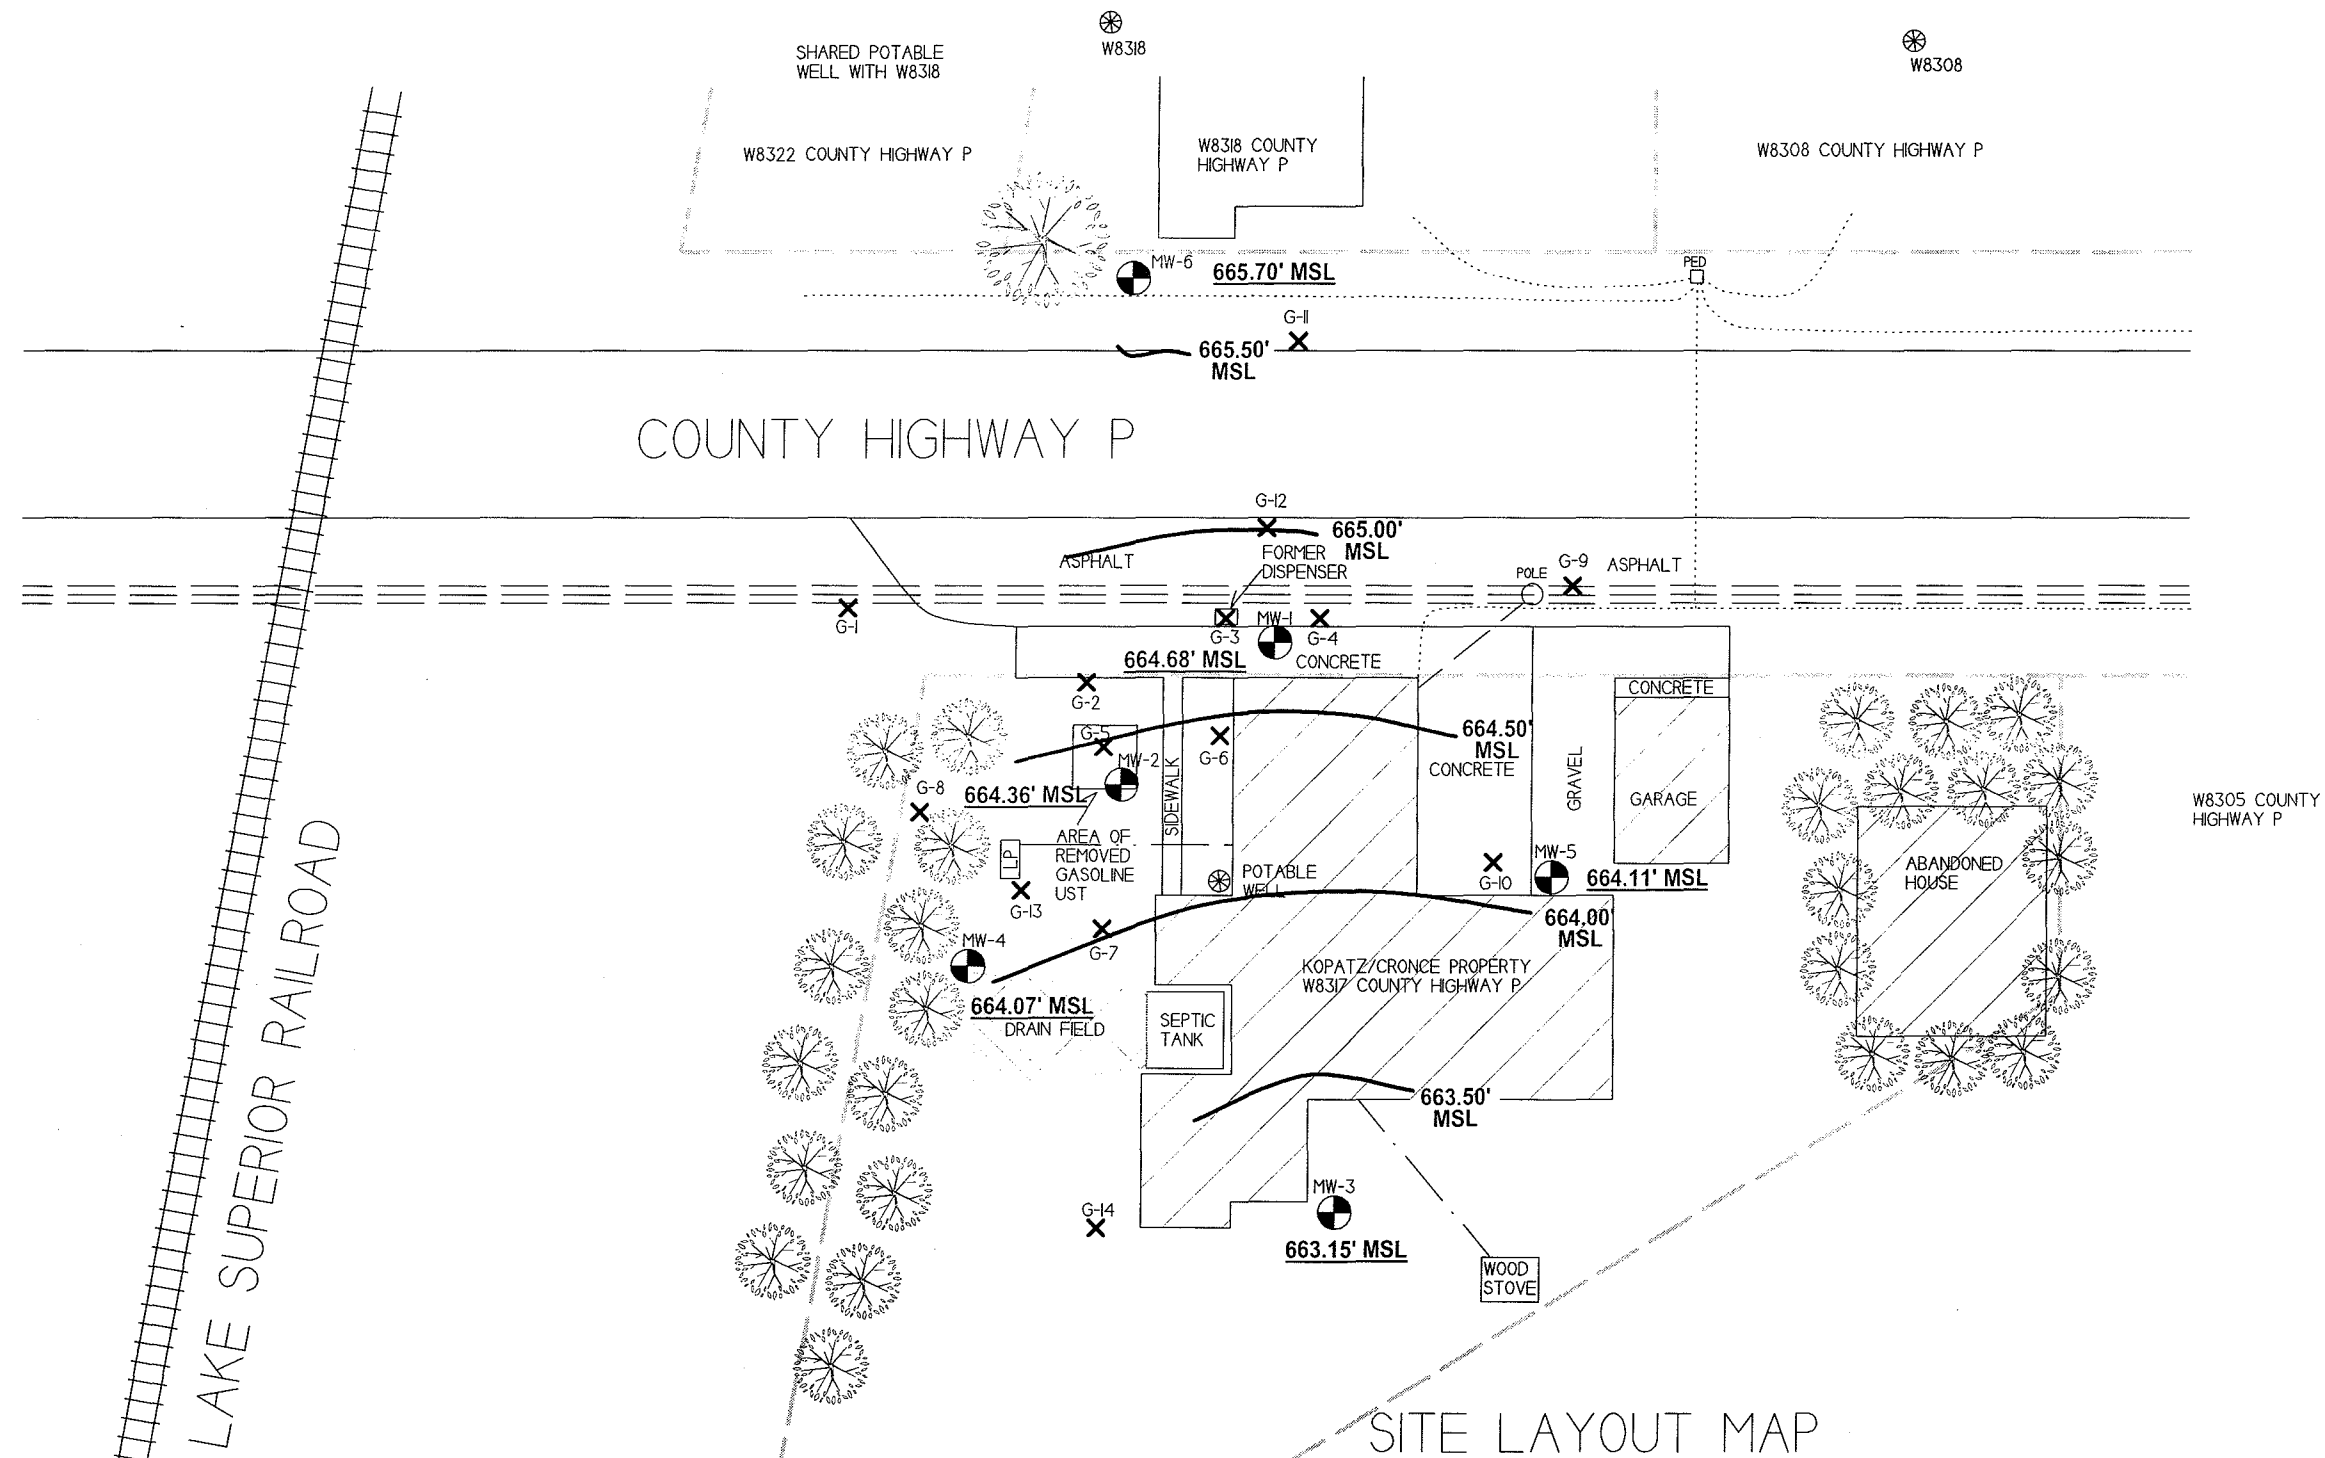 W8318
W8308
SHARED POTABLE
WELL WITH W8318
W8322 COUNTY HIGHWAY P
W8318 COUNTY
HIGHWAY P
W8308 COUNTY HIGHWAY P
MW-6
665.70' MSL
PED
G-11
665.50'
MSL
COUNTY HIGHWAY P
G-12
665.00'
MSL
ASPHALT
FORMER
DISPENSER
POLE
G-9
ASPHALT
G-1
G-3
MW-1
G-4
664.68' MSL
CONCRETE
G-2
CONCRETE
G-5
G-6
664.50'
MSL
CONCRETE
MW-2
664.36' MSL
G-8
SIDEWALK
GRAVEL
GARAGE
W8305 COUNTY
HIGHWAY P
AREA OF
REMOVED
GASOLINE
UST
LP
POTABLE
WELL
G-10
MW-5
664.11' MSL
ABANDONED
HOUSE
G-13
664.00'
MSL
G-7
MW-4
664.07' MSL
DRAIN FIELD
KOPATZ/CRONCE PROPERTY
W8317 COUNTY HIGHWAY P
SEPTIC
TANK
663.50'
MSL
MW-3
663.15' MSL
G-14
WOOD
STOVE
LAKE SUPERIOR RAILROAD
SITE LAYOUT MAP